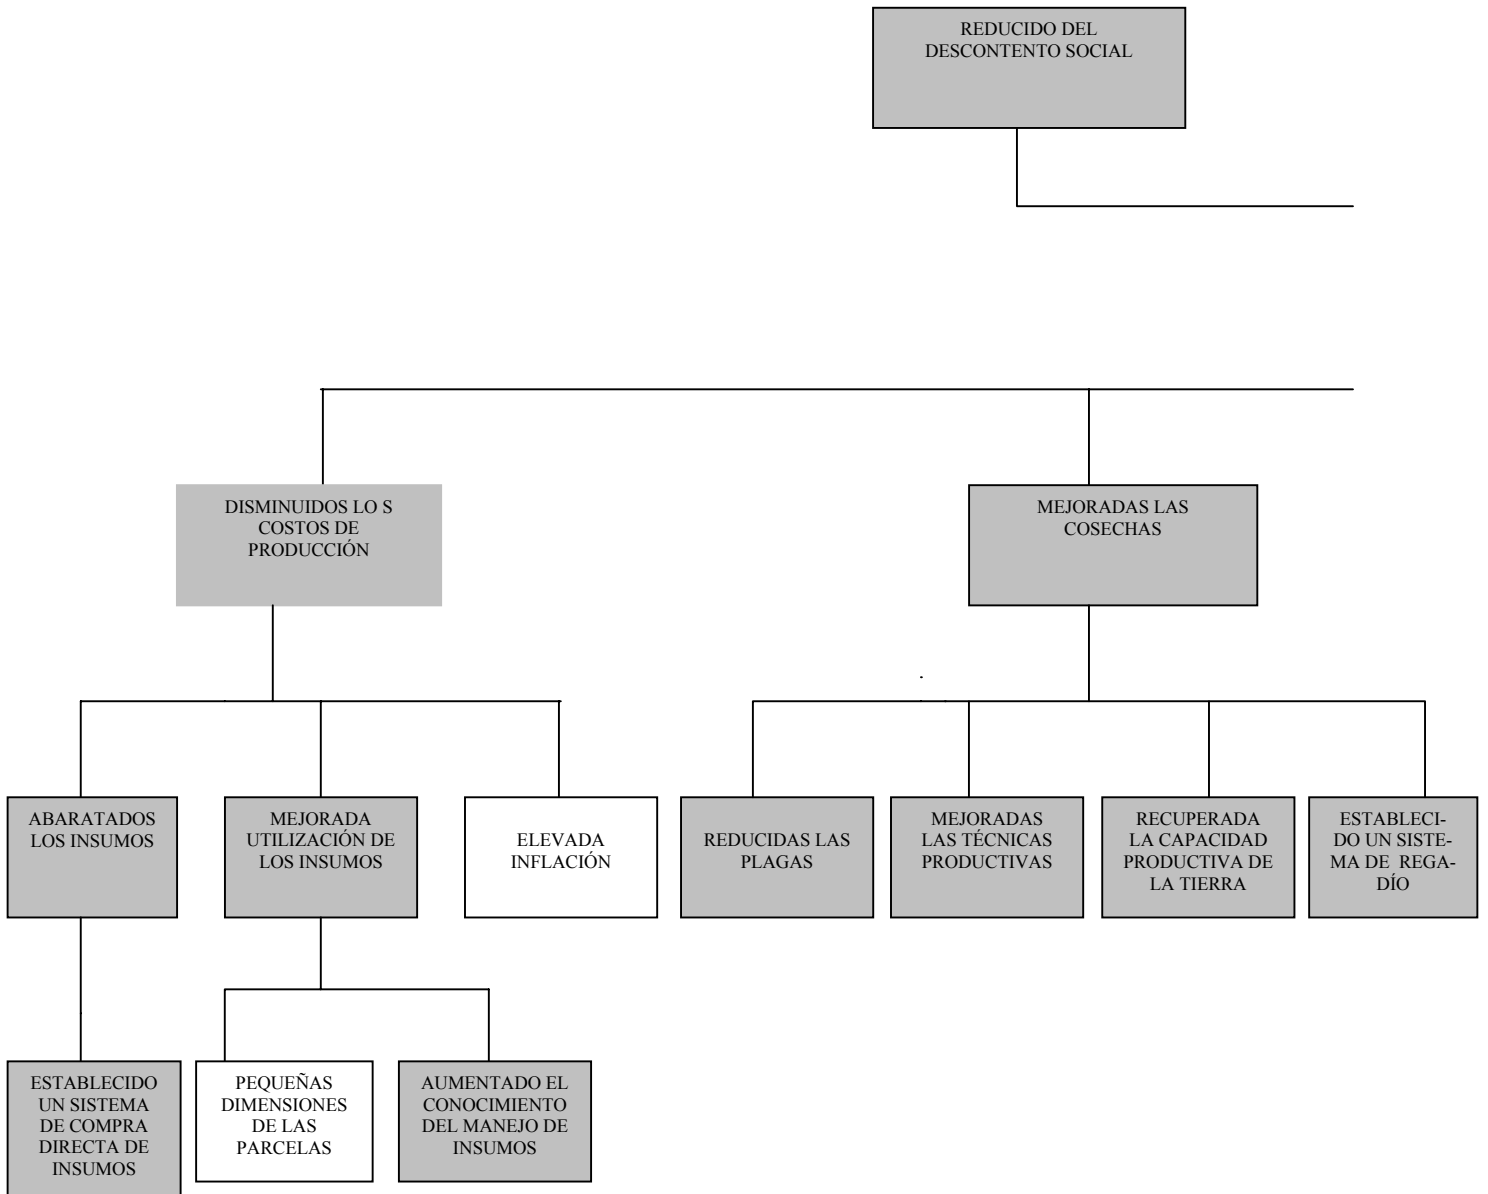 REDUCIDO DEL
DESCONTENTO SOCIAL
DISMINUIDOS LO S
COSTOS DE
PRODUCCIÓN
MEJORADAS LAS
COSECHAS
ABARATADOS
LOS INSUMOS
MEJORADA
UTILIZACIÓN DE
LOS INSUMOS
ELEVADA
INFLACIÓN
REDUCIDAS LAS
PLAGAS
MEJORADAS
LAS TÉCNICAS
PRODUCTIVAS
RECUPERADA
LA CAPACIDAD
PRODUCTIVA DE
LA TIERRA
ESTABLECI-
DO UN SISTE-
MA DE REGA-
DÍO
ESTABLECIDO
UN SISTEMA
DE COMPRA
DIRECTA DE
INSUMOS
PEQUEÑAS
DIMENSIONES
DE LAS
PARCELAS
AUMENTADO EL
CONOCIMIENTO
DEL MANEJO DE
INSUMOS